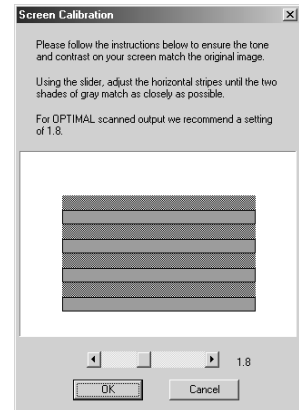 Screen Calibration
Please follow the instructions below to ensure the tone
and contrast on your screen match the original image.
Using the slider, adjust the horizontal stripes until the two
shades of gray match as closely as possible.
For OPTIMAL scanned output we recommend a setting
of 1.8.
1.8
OK
Cancel